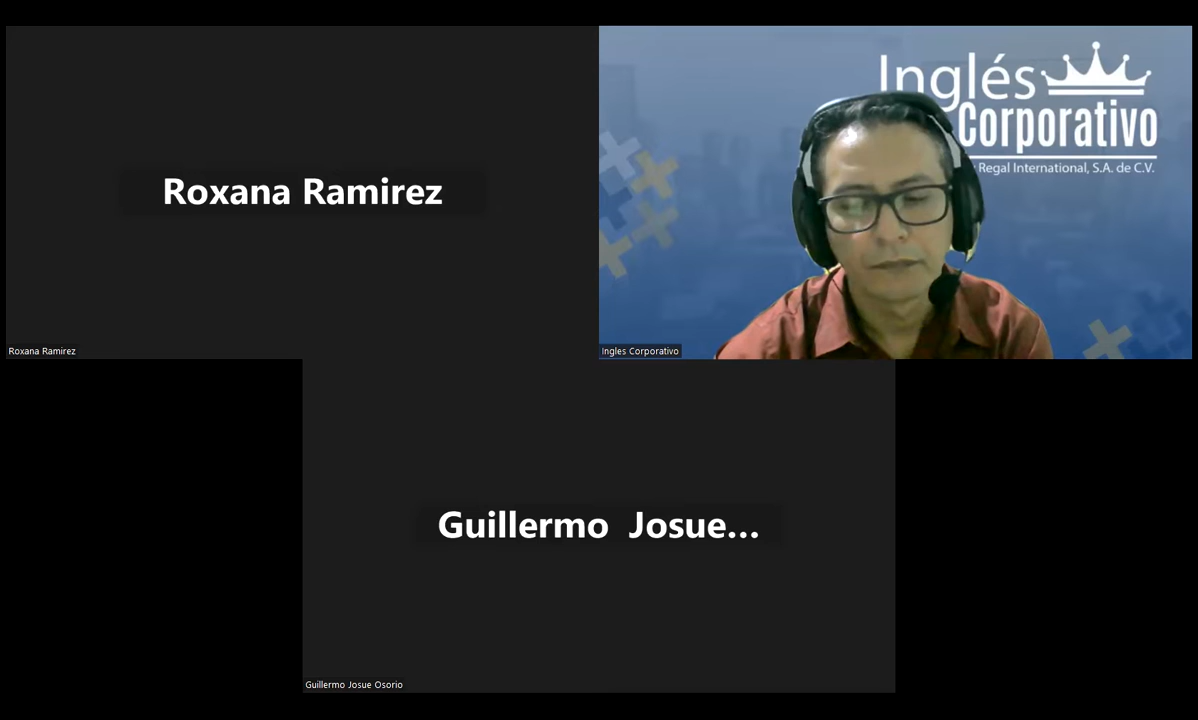 Roxana Ramirez
Roxana Ramirez
Inglés
Corporativo
Regal International, S.A. de C.V.
Ingles Corporativo
Guillermo Josue...
Guillermo Josue Osorio